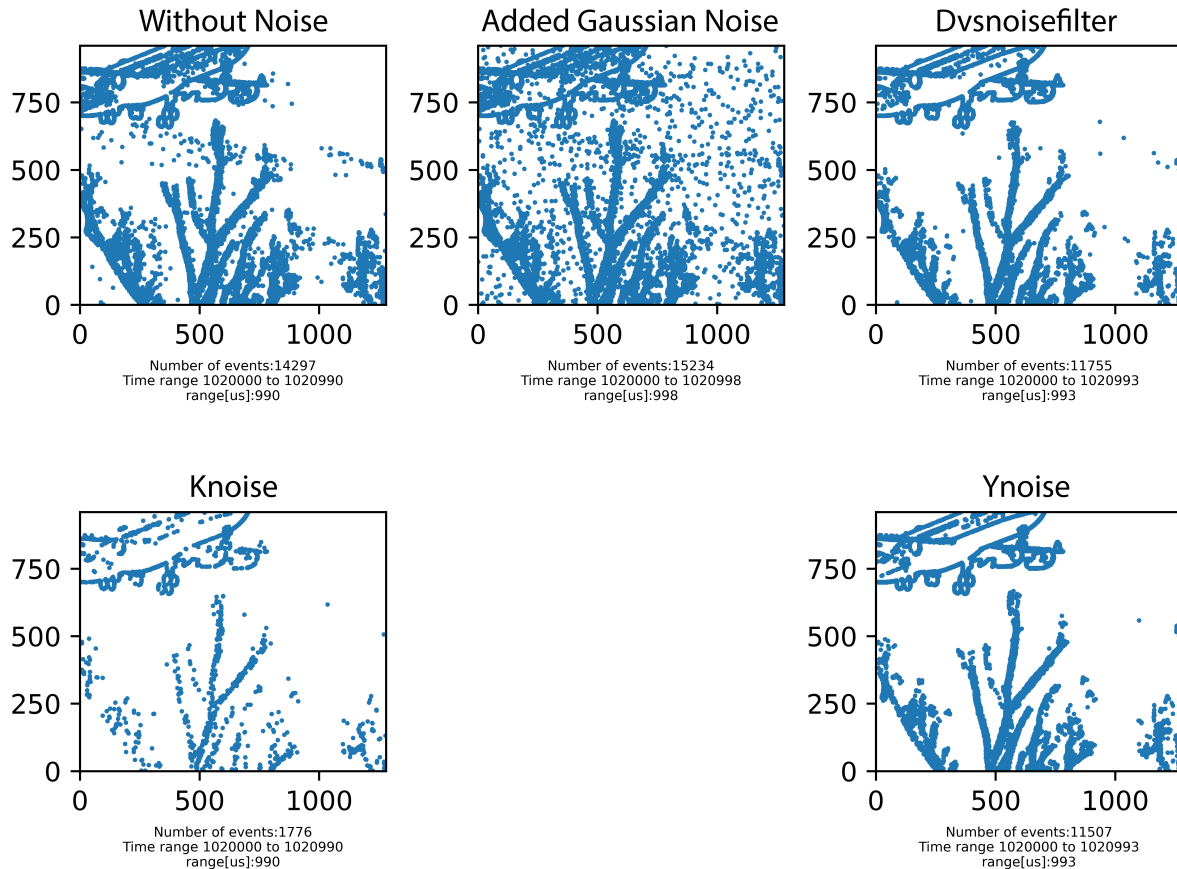 Without Noise
Added Gaussian Noise
Dvsnoisefilter
750
500
250
0
0
500
1000
750
500
250
0
0
500
1000
750
500
250
0
0
500
1000
Number of events:14297
Time range 1020000 to 1020990
range[us]:990
Number of events:15234
Time range 1020000 to 1020998
range[us]:998
Number of events:11755
Time range 1020000 to 1020993
range[us]:993
Knoise
Ynoise
750
500
250
0
0
500
1000
750
500
250
0
0
500
1000
Number of events:1776
Time range 1020000 to 1020990
range[us]:990
Number of events:11507
Time range 1020000 to 1020993
range[us]:993